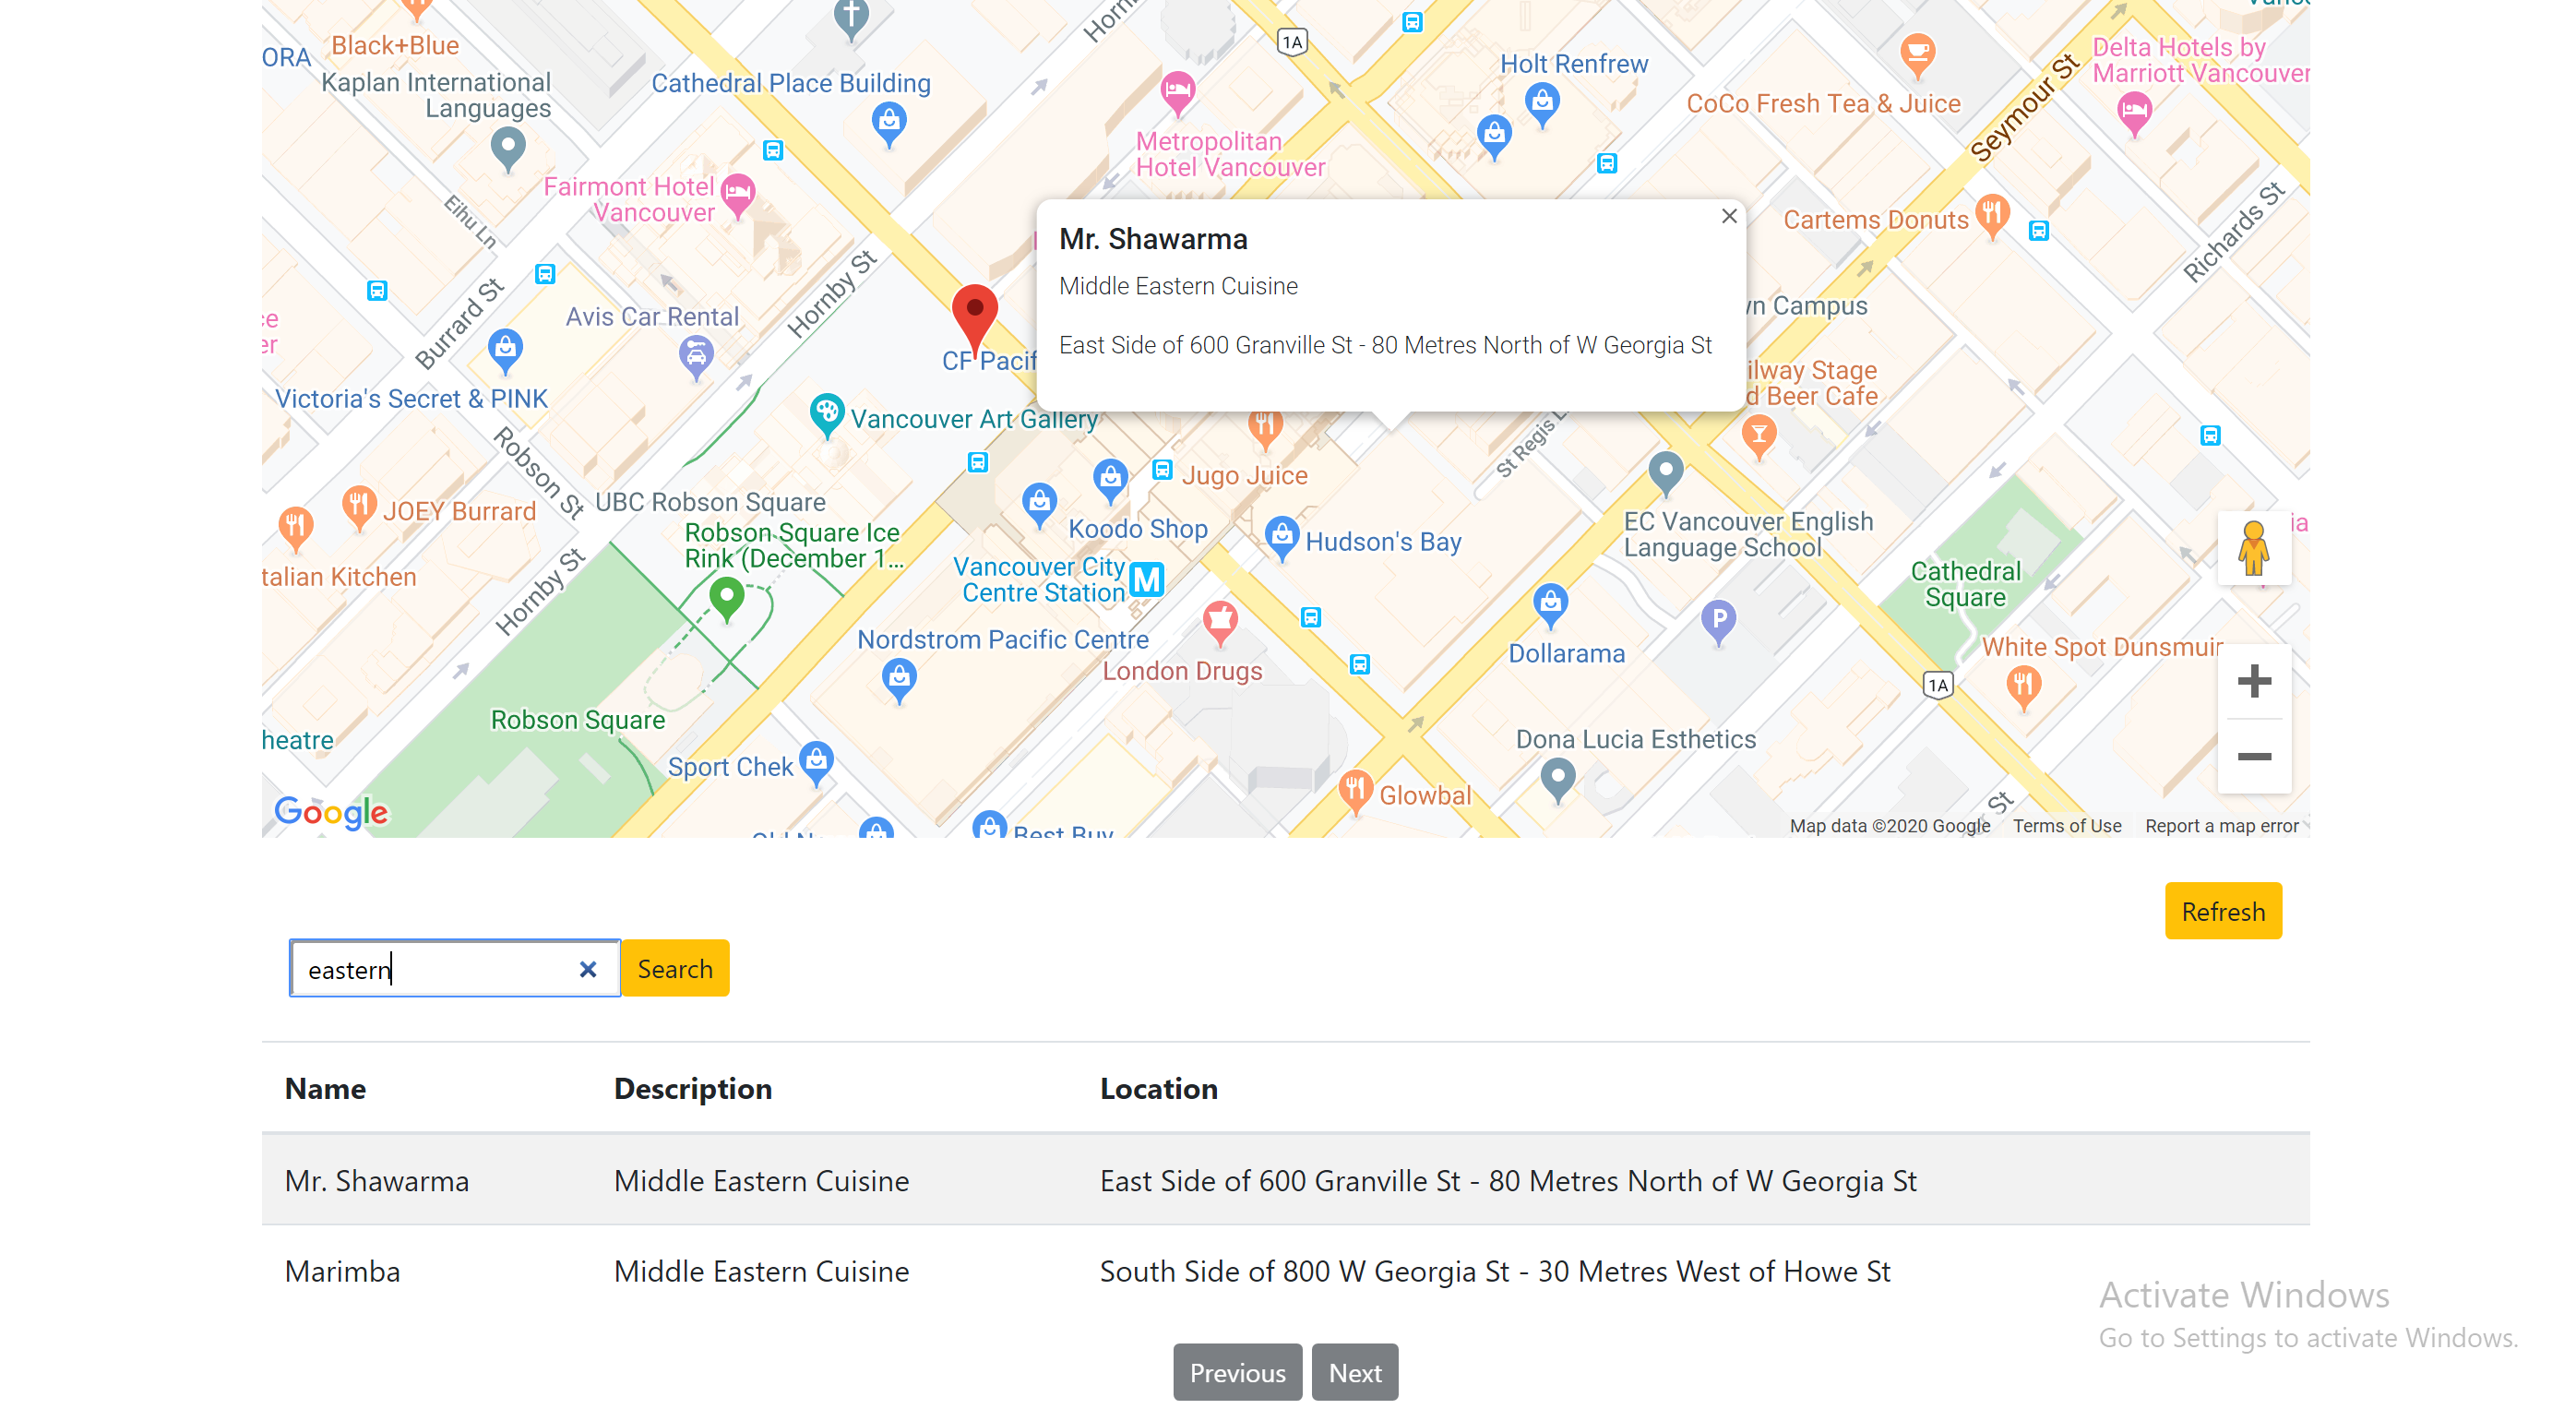 Black+Blue
ORA
Kaplan International
Languages
Cathedral Place Building
1A
Holt Renfrew
Delta Hotels by
Marriott Vancouver
CoCo Fresh Tea & Juice
Seymour St
Metropolitan
Hotel Vancouver
Fairmont Hotel
Vancouver
Eihu Ln
Cartems Donuts
Richards St
Mr. Shawarma
Middle Eastern Cuisine
East Side of 600 Granville St - 80 Metres North of W Georgia St
Hornby St
Burrard St
Avis Car Rental
Campus
CF Pacif
Victoria's Secret & PINK
ilway Stage
d Beer Cafe
Vancouver Art Gallery
Robson St
St Regis L
Jugo Juice
JOEY Burrard
UBC Robson Square
Robson Square Ice
Rink (December 1...
Koodo Shop
Hudson's Bay
EC Vancouver English
Language School
talian Kitchen
Hornby St
Vancouver City
Centre Station
M
Cathedral
Square
Nordstrom Pacific Centre
London Drugs
Dollarama
P
White Spot Dunsmuir
1A
Robson Square
heatre
Sport Chek
Dona Lucia Esthetics
Glowbal
Google
Best Buy
St
Map data ©2020 Google
Terms of Use
Report a map error
Refresh
eastern
Search
Name Description Location
Mr. Shawarma Middle Eastern Cuisine East Side of 600 Granville St - 80 Metres North of W Georgia St
Marimba Middle Eastern Cuisine South Side of 800 W Georgia St - 30 Metres West of Howe St
Previous Next
Activate Windows
Go to Settings to activate Windows.